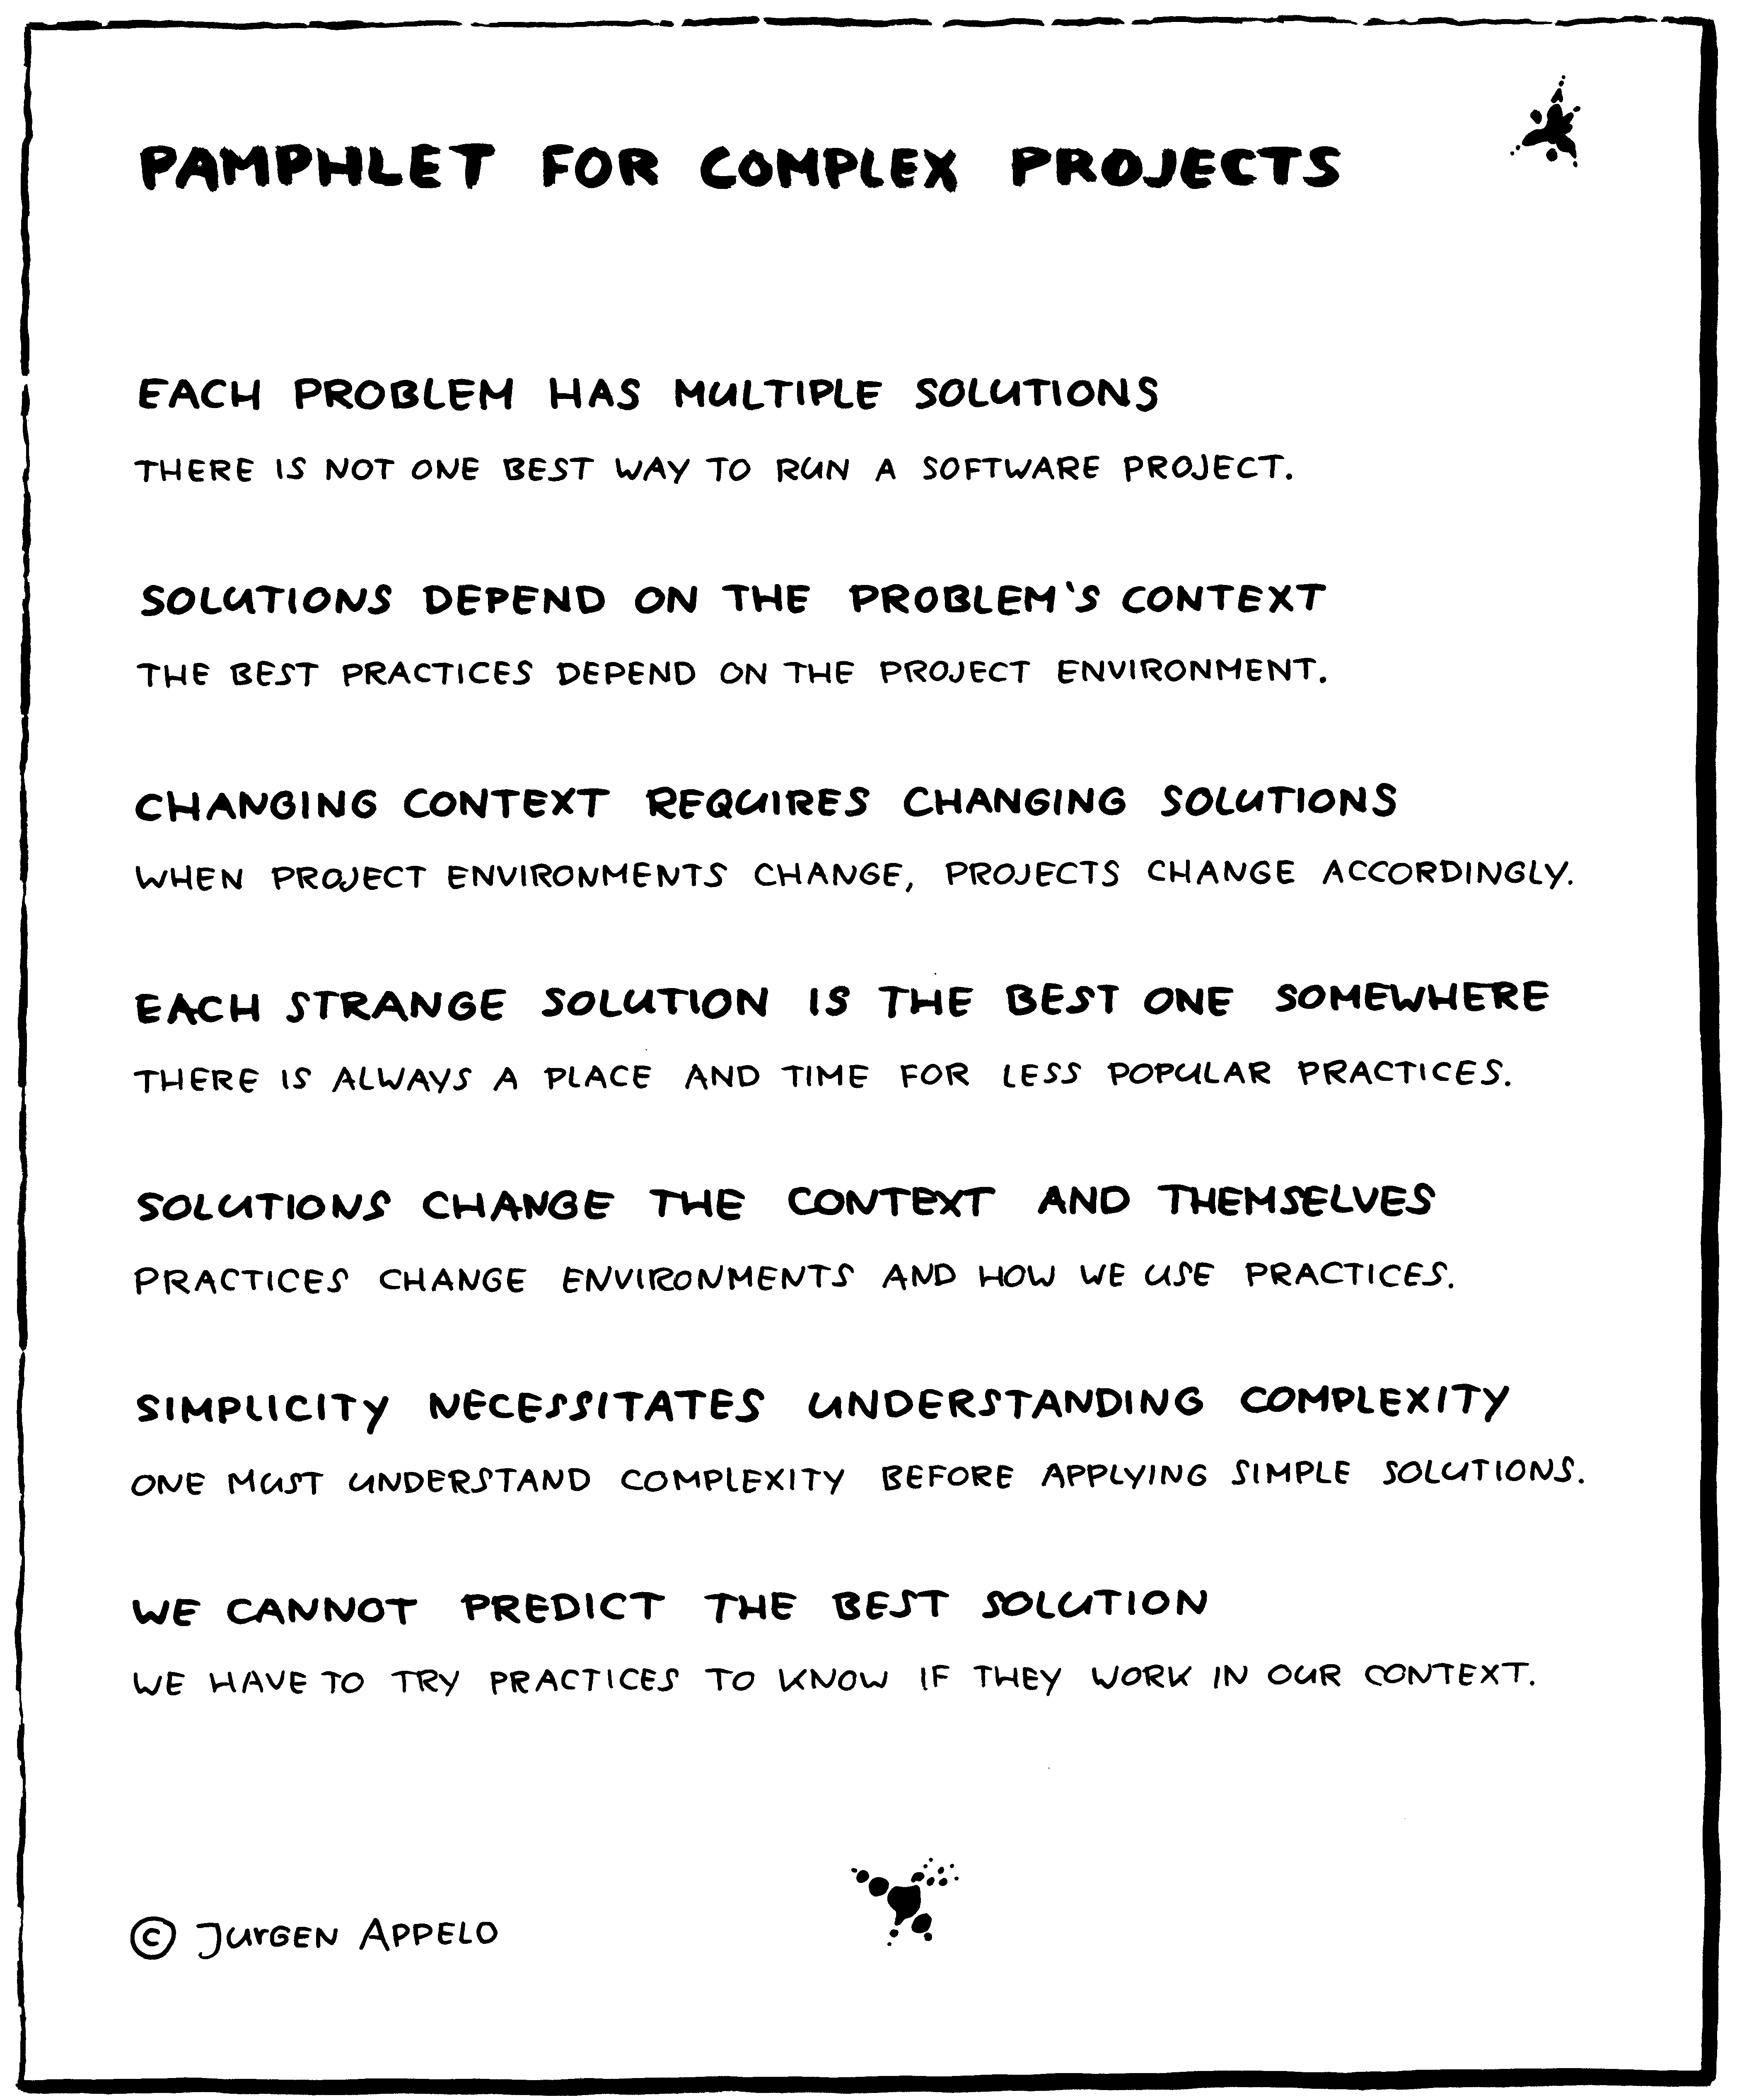 PAMPHLET FOR COMPLEX PROJECTS
EACH PROBLEM HAS MULTIPLE SOLUTIONS
THERE IS NOT ONE BEST WAY TO RUN A SOFTWARE PROJECT.
SOLUTIONS DEPEND ON THE PROBLEM'S CONTEXT
THE BEST PRACTICES DEPEND ON THE PROJECT ENVIRONMENT.
CHANGING CONTEXT REQUIRES CHANGING SOLUTIONS
WHEN PROJECT ENVIRONMENTS CHANGE, PROJECTS CHANGE ACCORDINGLY.
EACH STRANGE SOLUTION IS THE BEST ONE SOMEWHERE
THERE IS ALWAYS A PLACE AND TIME FOR LESS POPULAR PRACTICES.
SOLUTIONS CHANGE THE CONTEXT AND THEMSELVES
PRACTICES CHANGE ENVIRONMENTS AND HOW WE USE PRACTICES.
SIMPLICITY NECESSITATES UNDERSTANDING COMPLEXITY
ONE MUST UNDERSTAND COMPLEXITY BEFORE APPLYING SIMPLE SOLUTIONS.
WE CANNOT PREDICT THE BEST SOLUTION
WE HAVE TO TRY PRACTICES TO KNOW IF THEY WORK IN OUR CONTEXT.
© JURGEN APPELO